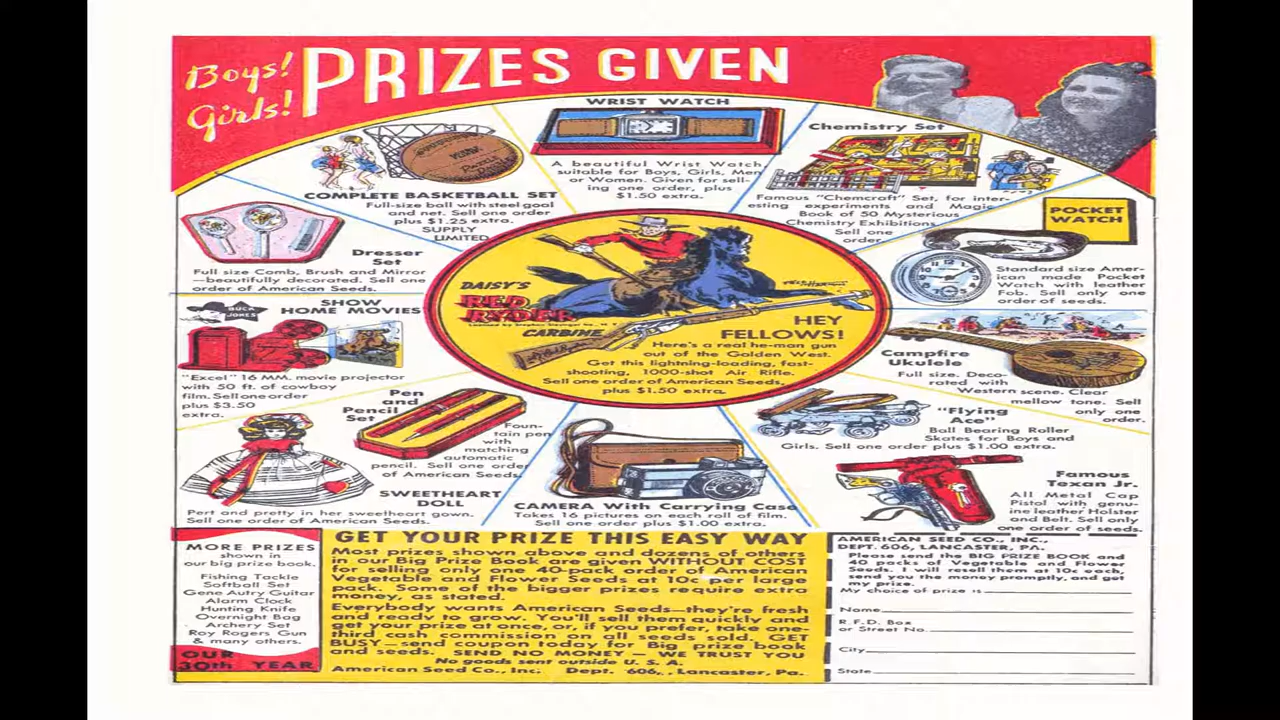 Boys!
Girls!
PRIZES GIVEN
WRIST WATCH
A beautiful Wrist Watch,
suitable for Boys, Girls, Men
or Women. Given for sell-
ing one order, plus
$1.50 extra.
Chemistry Set
Famous "Chemcraft" Set, for inter-
esting experiments and Magic.
Book of 50 Mysterious
Chemistry Exhibitions.
Sell one
order.
COMPLETE BASKETBALL SET
Full-size ball with steel goal
and net. Sell one order
plus $1.25 extra.
SUPPLY
LIMITED
POCKET
WATCH
Standard size Amer-
ican made Pocket
Watch with leather
Fob. Sell only one
order of seeds.
Dresser
Set
Full size Comb, Brush and Mirror
—beautifully decorated. Sell one
order of American Seeds.
DAISY'S
RED
RYDER
CARBINE
HEY
FELLOWS!
Here's a real he-man gun
out of the Golden West.
Get this lightning-loading, fast-
shooting, 1000-shot Air Rifle.
Sell one order of American Seeds,
plus $1.50 extra.
BUCK
JONES
SHOW
HOME MOVIES
"Excel" 16 MM. movie projector
with 50 ft. of cowboy
film. Sell one order
plus $3.50
extra.
Campfire
Ukulele
Full size. Deco-
rated with
Western scene. Clear
mellow tone. Sell
only one
order.
Pen
and
Pencil
Set
Foun-
tain pen
with
matching
automatic
pencil. Sell one order
of American Seeds.
"Flying
Ace"
Ball Bearing Roller
Skates for Boys and
Girls. Sell one order plus $1.00 extra.
SWEETHEART
DOLL
Pert and pretty in her sweetheart gown.
Sell one order of American Seeds.
CAMERA With Carrying Case
Takes 16 pictures on each roll of film.
Sell one order plus $1.00 extra.
Famous
Texan Jr.
All Metal Cap
Pistol with genu-
ine leather Holster
and Belt. Sell only
one order of seeds.
MORE PRIZES
shown in
our big prize book.
Fishing Tackle
Softball Set
Gene Autry Guitar
Alarm Clock
Hunting Knife
Overnight Bag
Archery Set
Roy Rogers Gun
& many others.
OUR
30th YEAR
GET YOUR PRIZE THIS EASY WAY
Most prizes shown above and dozens of others
in our Big Prize Book are given WITHOUT COST
for selling only one 40-pack order of American
Vegetable and Flower Seeds at 10c per large
pack. Some of the bigger prizes require extra
money, as stated.
Everybody wants American Seeds—they're fresh
and ready to grow. You'll sell them quickly and
get your prize at once, or, if you prefer, take one-
third cash commission on all seeds sold. GET
BUSY—send coupon today for Big prize book
and seeds. SEND NO MONEY — WE TRUST YOU
No goods sent outside U. S. A.
American Seed Co., Inc. Dept. 606, Lancaster, Pa.
AMERICAN SEED CO., INC.,
DEPT. 606, LANCASTER, PA.
Please send the BIG PRIZE BOOK and
40 packs of Vegetable and Flower
Seeds. I will resell them at 10c each,
send you the money promptly, and get
my prize.
My choice of prize is
Name
R.F.D. Box
or Street No.
City
State